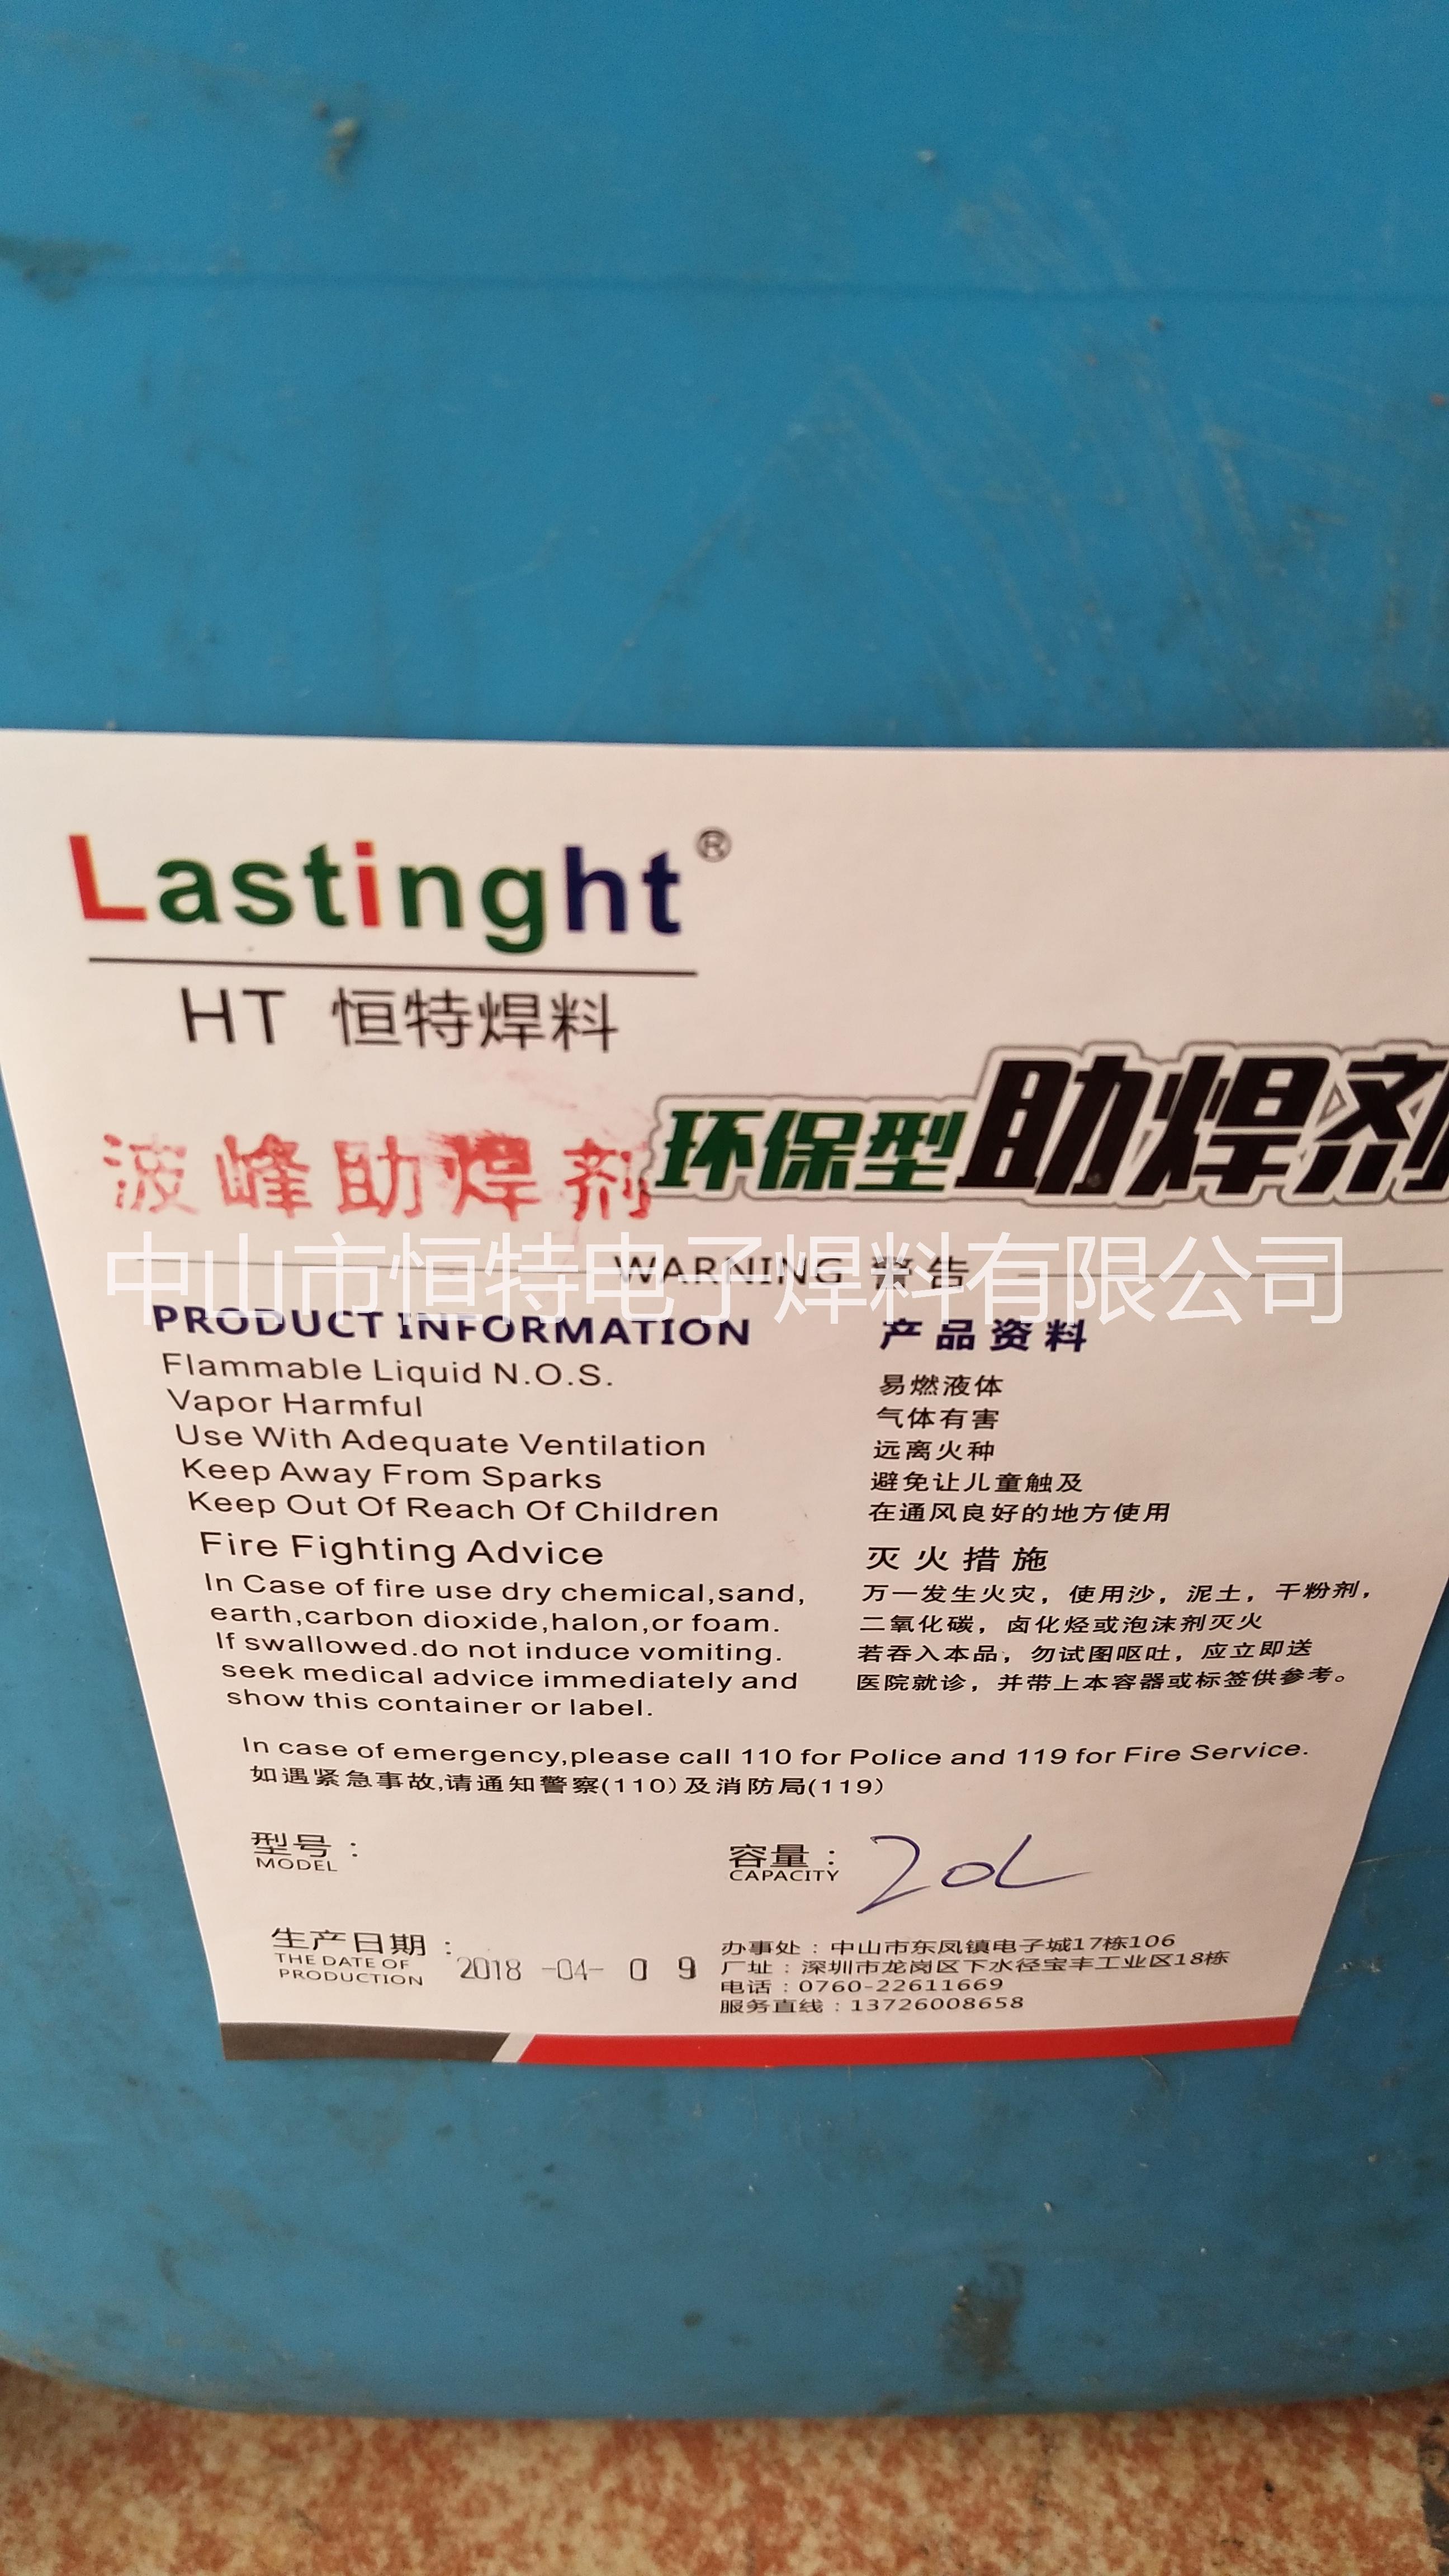 Lastinght®
HT 恒特焊料
波峰助焊剂
环保型助焊剂
中山市恒特电子焊料有限公司
WARNING 警告
PRODUCT INFORMATION
Flammable Liquid N.O.S.
Vapor Harmful
Use With Adequate Ventilation
Keep Away From Sparks
Keep Out Of Reach Of Children
Fire Fighting Advice
In Case of fire use dry chemical,sand,
earth,carbon dioxide,halon,or foam.
If swallowed.do not induce vomiting.
seek medical advice immediately and
show this container or label.
产品资料
易燃液体
气体有害
远离火种
避免让儿童触及
在通风良好的地方使用
灭火措施
万一发生火灾，使用沙，泥土，干粉剂，
二氧化碳，卤化烃或泡沫剂灭火
若吞入本品，勿试图呕吐，应立即送
医院就诊，并带上本容器或标签供参考。
In case of emergency,please call 110 for Police and 119 for Fire Service.
如遇紧急事故,请通知警察(110)及消防局(119)
型号：
MODEL
容量：20L
CAPACITY
生产日期：
THE DATE OF
PRODUCTION
2018 -04- 0 9
办事处：中山市东凤镇电子城17栋106
厂址：深圳市龙岗区下水径宝丰工业区18栋
电话：0760-22611669
服务直线：13726008658